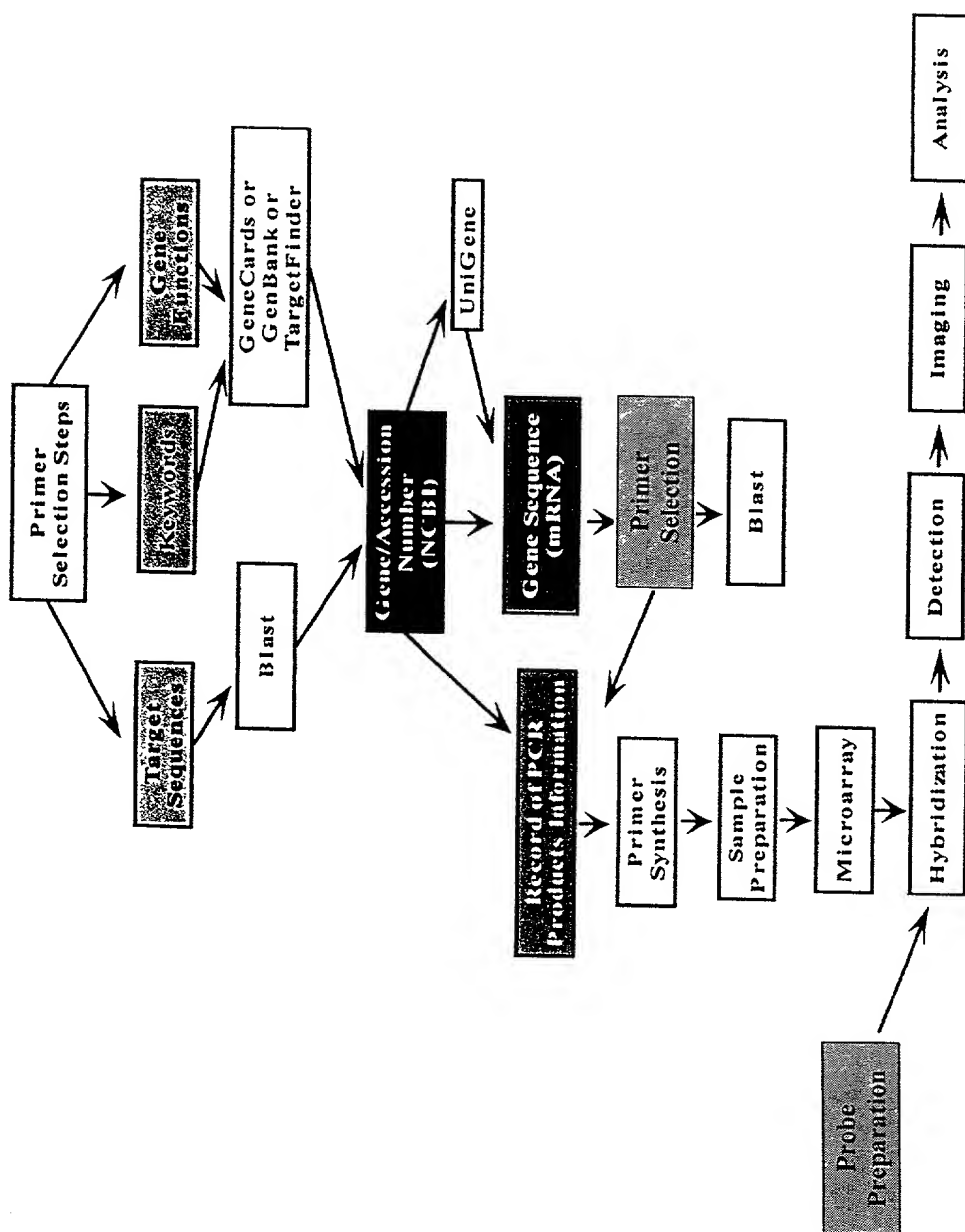 Primer
Selection Steps
Target
Sequences
Keywords
Gene
Functions
Blast
GeneCards or
GenBank or
TargetFinder
Gene/Accession
Number
(NCBI)
UniGene
Record of PCR
Products Information
Gene Sequence
(mRNA)
Primer
Synthesis
Primer
Selection
Sample
Preparation
Blast
Microarray
Probe
Preparation
Hybridization
Detection
Imaging
Analysis